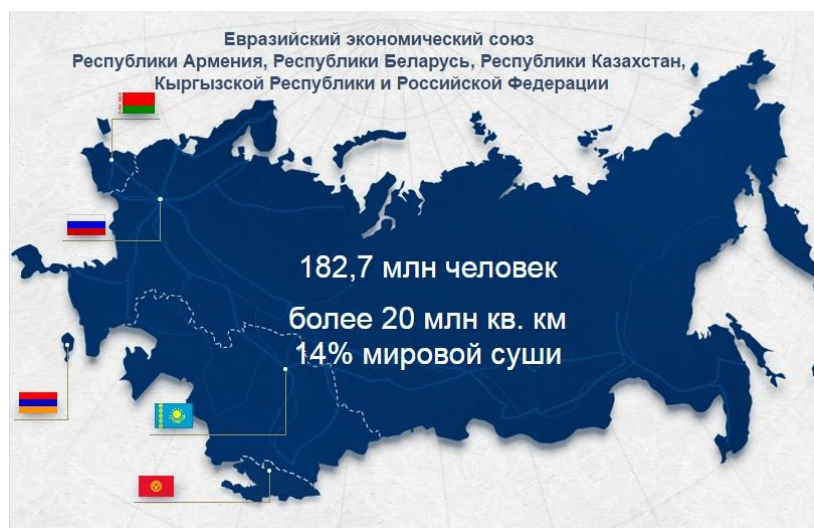 Евразийский экономический союз
Республики Армения, Республики Беларусь, Республики Казахстан,
Кыргызской Республики и Российской Федерации
182,7 млн человек
более 20 млн кв. км
14% мировой суши